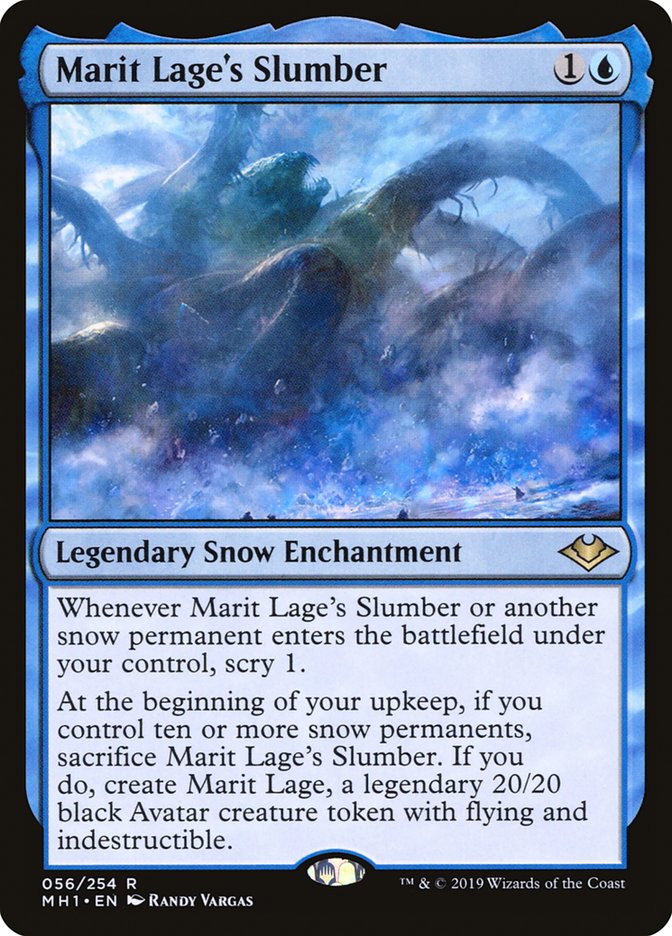 Marit Lage's Slumber 1
Legendary Snow Enchantment
Whenever Marit Lage's Slumber or another
snow permanent enters the battlefield under
your control, scry 1.
At the beginning of your upkeep, if you
control ten or more snow permanents,
sacrifice Marit Lage's Slumber. If you
do, create Marit Lage, a legendary 20/20
black Avatar creature token with flying and
indestructible.
056/254 R
MH1 • EN Randy Vargas
™ & © 2019 Wizards of the Coast